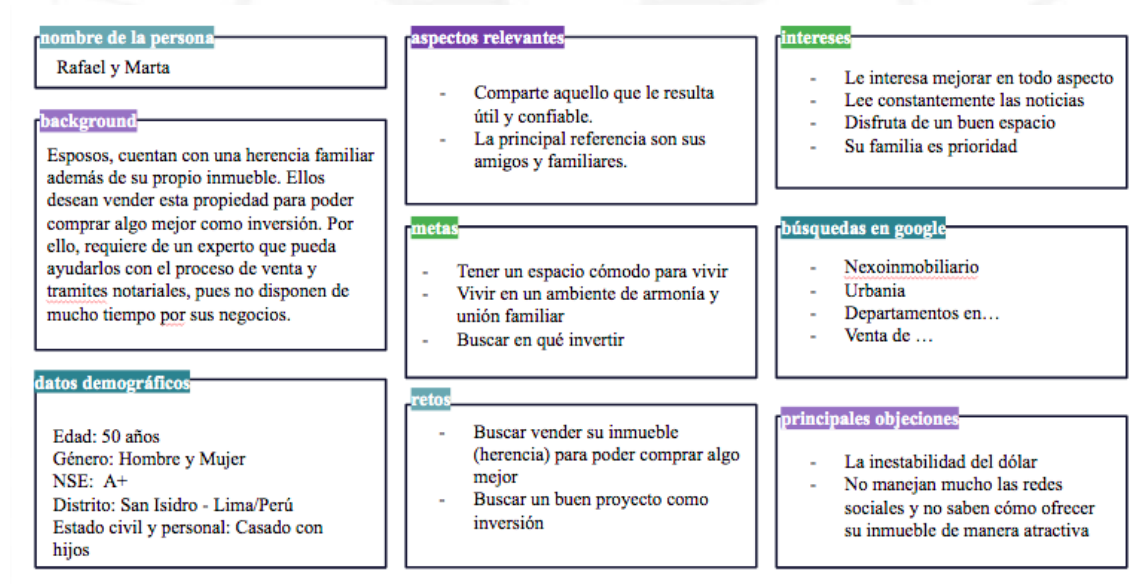 nombre de la persona
Rafael y Marta
background
Esposos, cuentan con una herencia familiar
además de su propio inmueble. Ellos
desean vender esta propiedad para poder
comprar algo mejor como inversión. Por
ello, requiere de un experto que pueda
ayudarlos con el proceso de venta y
tramites notariales, pues no disponen de
mucho tiempo por sus negocios.
datos demográficos
Edad: 50 años
Género: Hombre y Mujer
NSE:  A+
Distrito: San Isidro - Lima/Perú
Estado civil y personal: Casado con
hijos
aspectos relevantes
- Comparte aquello que le resulta
útil y confiable.
- La principal referencia son sus
amigos y familiares.
metas
- Tener un espacio cómodo para vivir
- Vivir en un ambiente de armonía y
unión familiar
- Buscar en qué invertir
retos
- Buscar vender su inmueble
(herencia) para poder comprar algo
mejor
- Buscar un buen proyecto como
inversión
intereses
- Le interesa mejorar en todo aspecto
- Lee constantemente las noticias
- Disfruta de un buen espacio
- Su familia es prioridad
búsquedas en google
- Nexoinmobiliario
- Urbania
- Departamentos en…
- Venta de …
principales objeciones
- La inestabilidad del dólar
- No manejan mucho las redes
sociales y no saben cómo ofrecer
su inmueble de manera atractiva